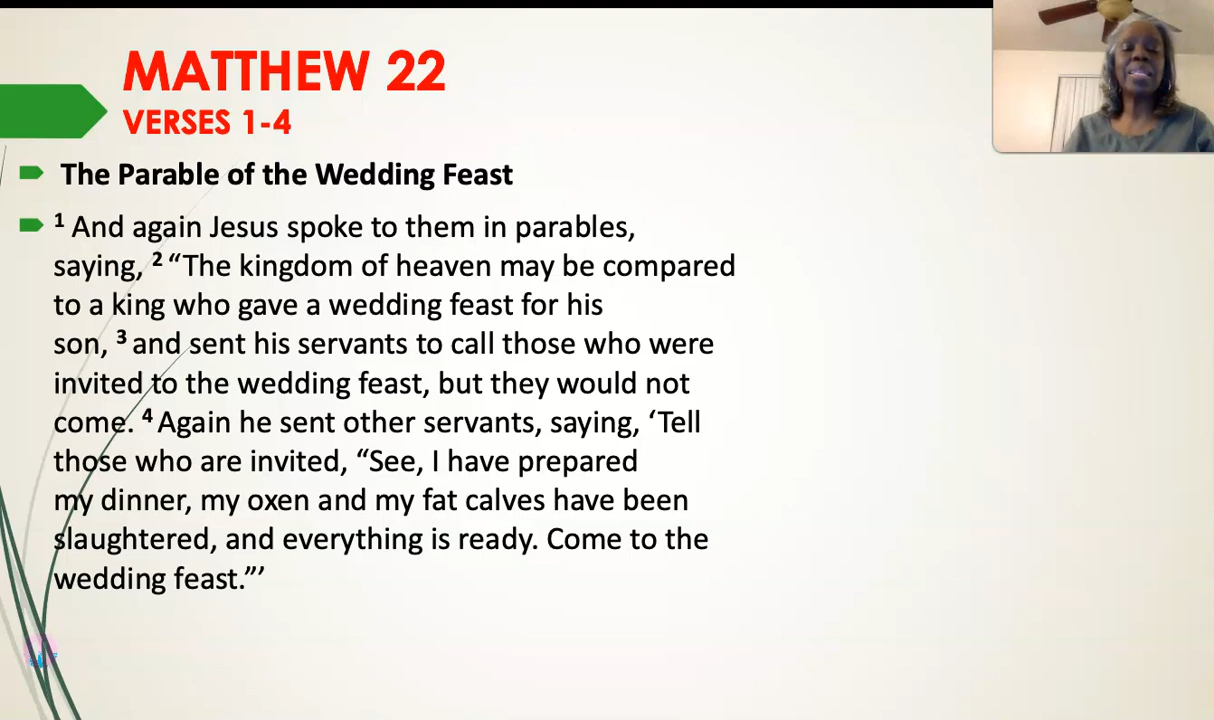 MATTHEW 22
VERSES 1-4
The Parable of the Wedding Feast
1 And again Jesus spoke to them in parables,
saying, 2 “The kingdom of heaven may be compared
to a king who gave a wedding feast for his
son, 3 and sent his servants to call those who were
invited to the wedding feast, but they would not
come. 4 Again he sent other servants, saying, ‘Tell
those who are invited, “See, I have prepared
my dinner, my oxen and my fat calves have been
slaughtered, and everything is ready. Come to the
wedding feast.”’